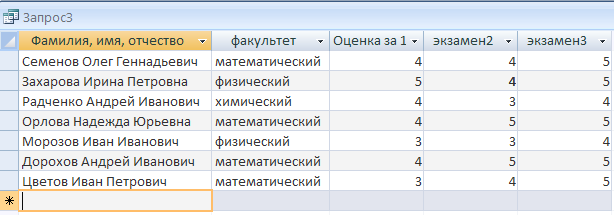 Запрос3
Фамилия, имя, отчество факультет Оценка за 1 экзамен2 экзамен3
Семенов Олег Геннадьевич математический 4 4 5
Захарова Ирина Петровна физический 5 4 5
Радченко Андрей Иванович химический 4 3 4
Орлова Надежда Юрьевна математический 4 5 5
Морозов Иван Иванович физический 3 3 4
Дорохов Андрей Иванович математический 4 5 5
Цветов Иван Петрович математический 3 4 5